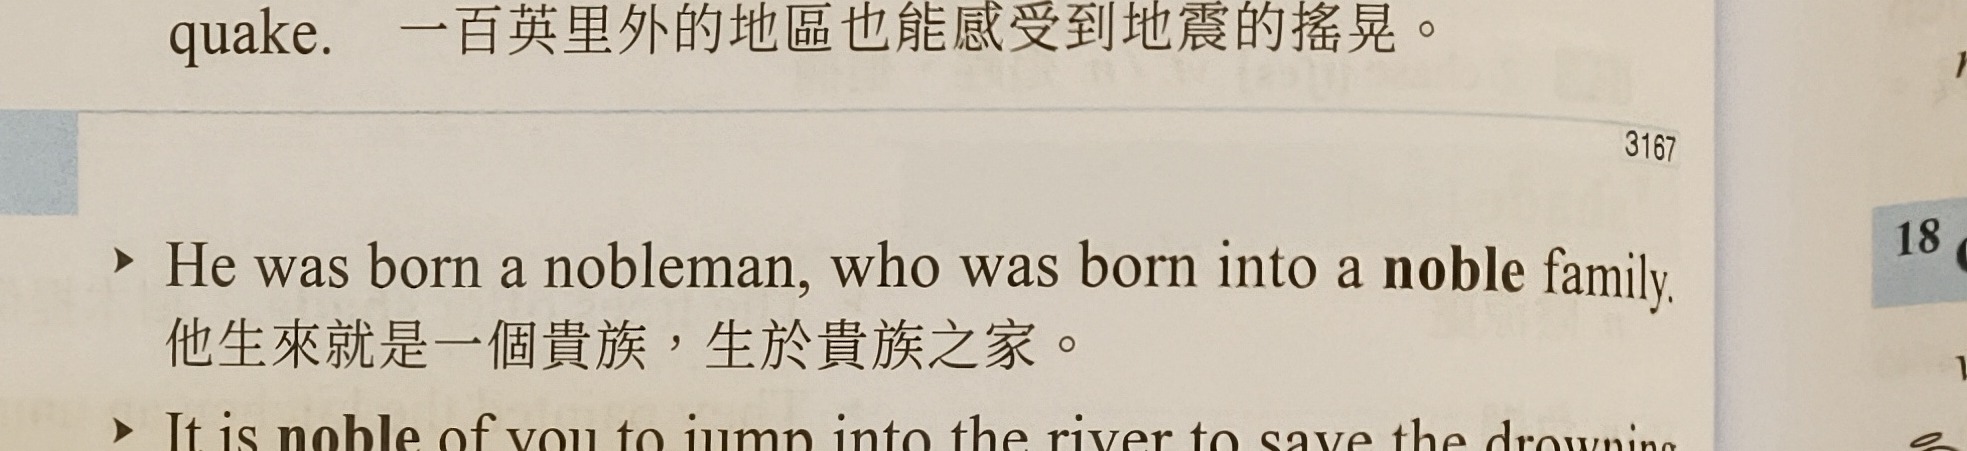 quake. 一百英里外的地區也能感受到地震的搖晃。
3167
▸ He was born a nobleman, who was born into a noble family.
他生來就是一個貴族，生於貴族之家。
▸ It is noble of you to jump into the river to save the drowning
18